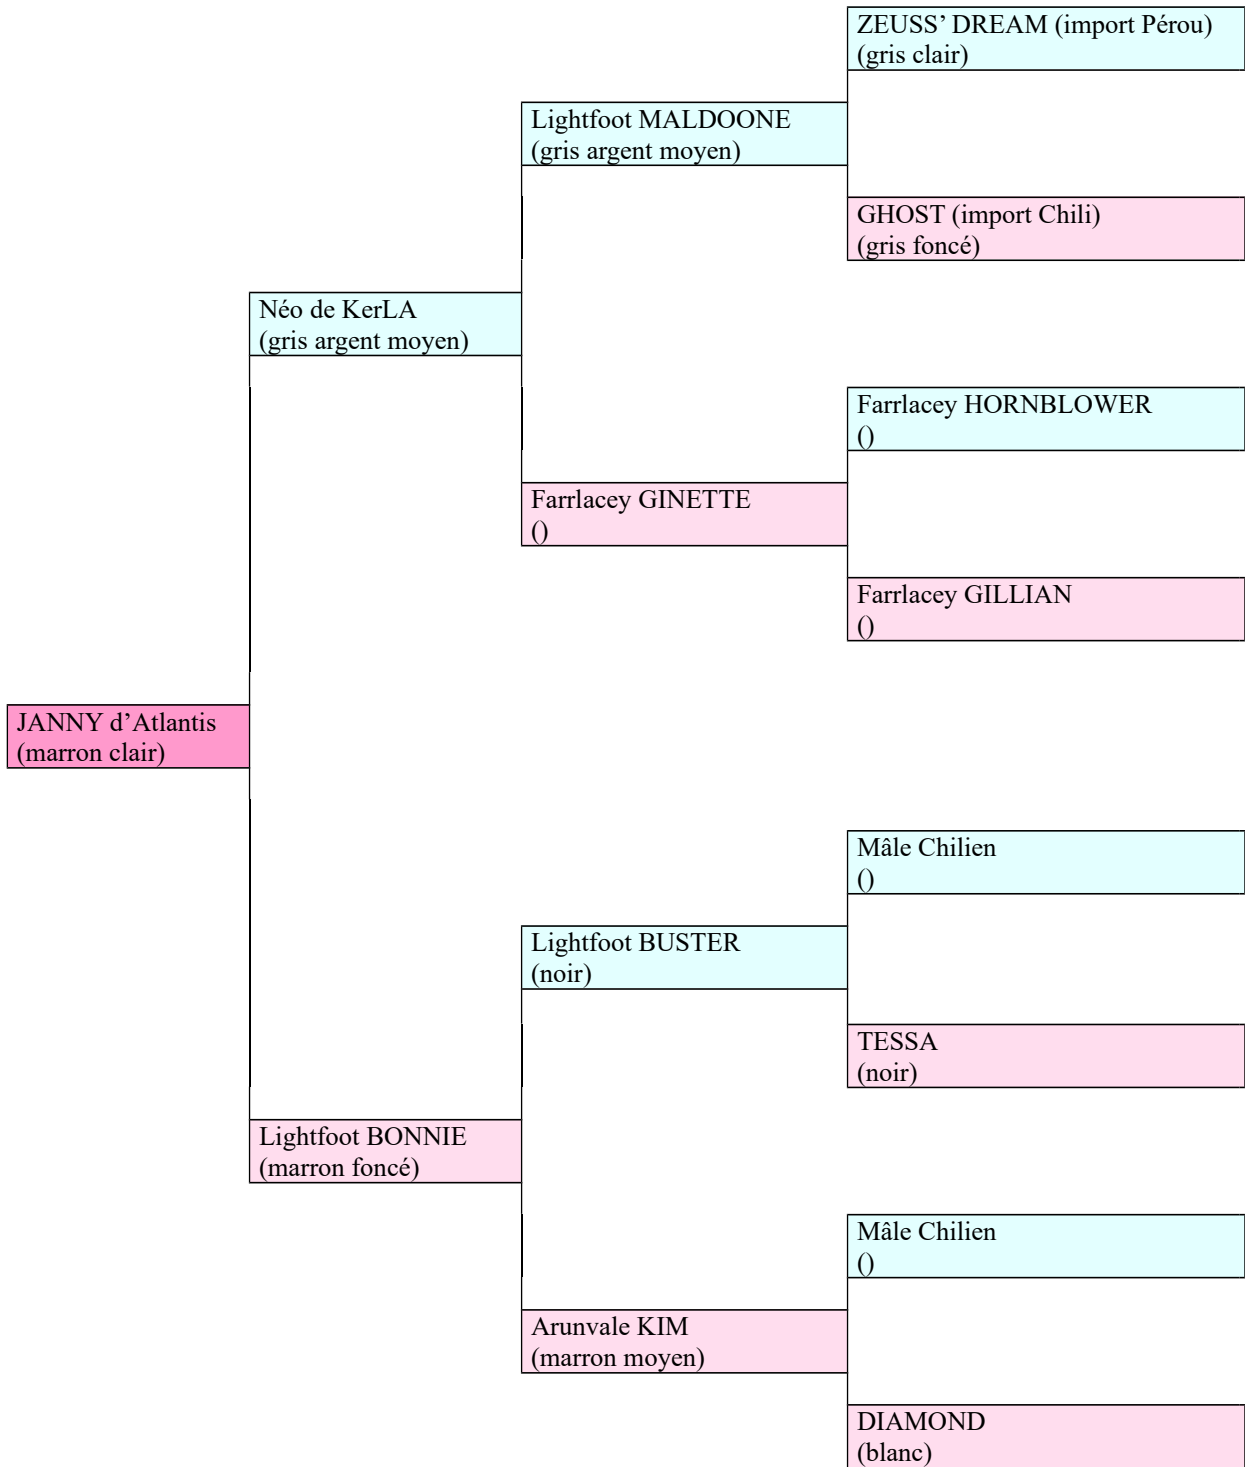 ZEUSS’ DREAM (import Pérou)
(gris clair)
Lightfoot MALDOONE
(gris argent moyen)
GHOST (import Chili)
(gris foncé)
Néo de KerLA
(gris argent moyen)
Farrlacey HORNBLOWER
()
Farrlacey GINETTE
()
Farrlacey GILLIAN
()
JANNY d’Atlantis
(marron clair)
Mâle Chilien
()
Lightfoot BUSTER
(noir)
TESSA
(noir)
Lightfoot BONNIE
(marron foncé)
Mâle Chilien
()
Arunvale KIM
(marron moyen)
DIAMOND
(blanc)